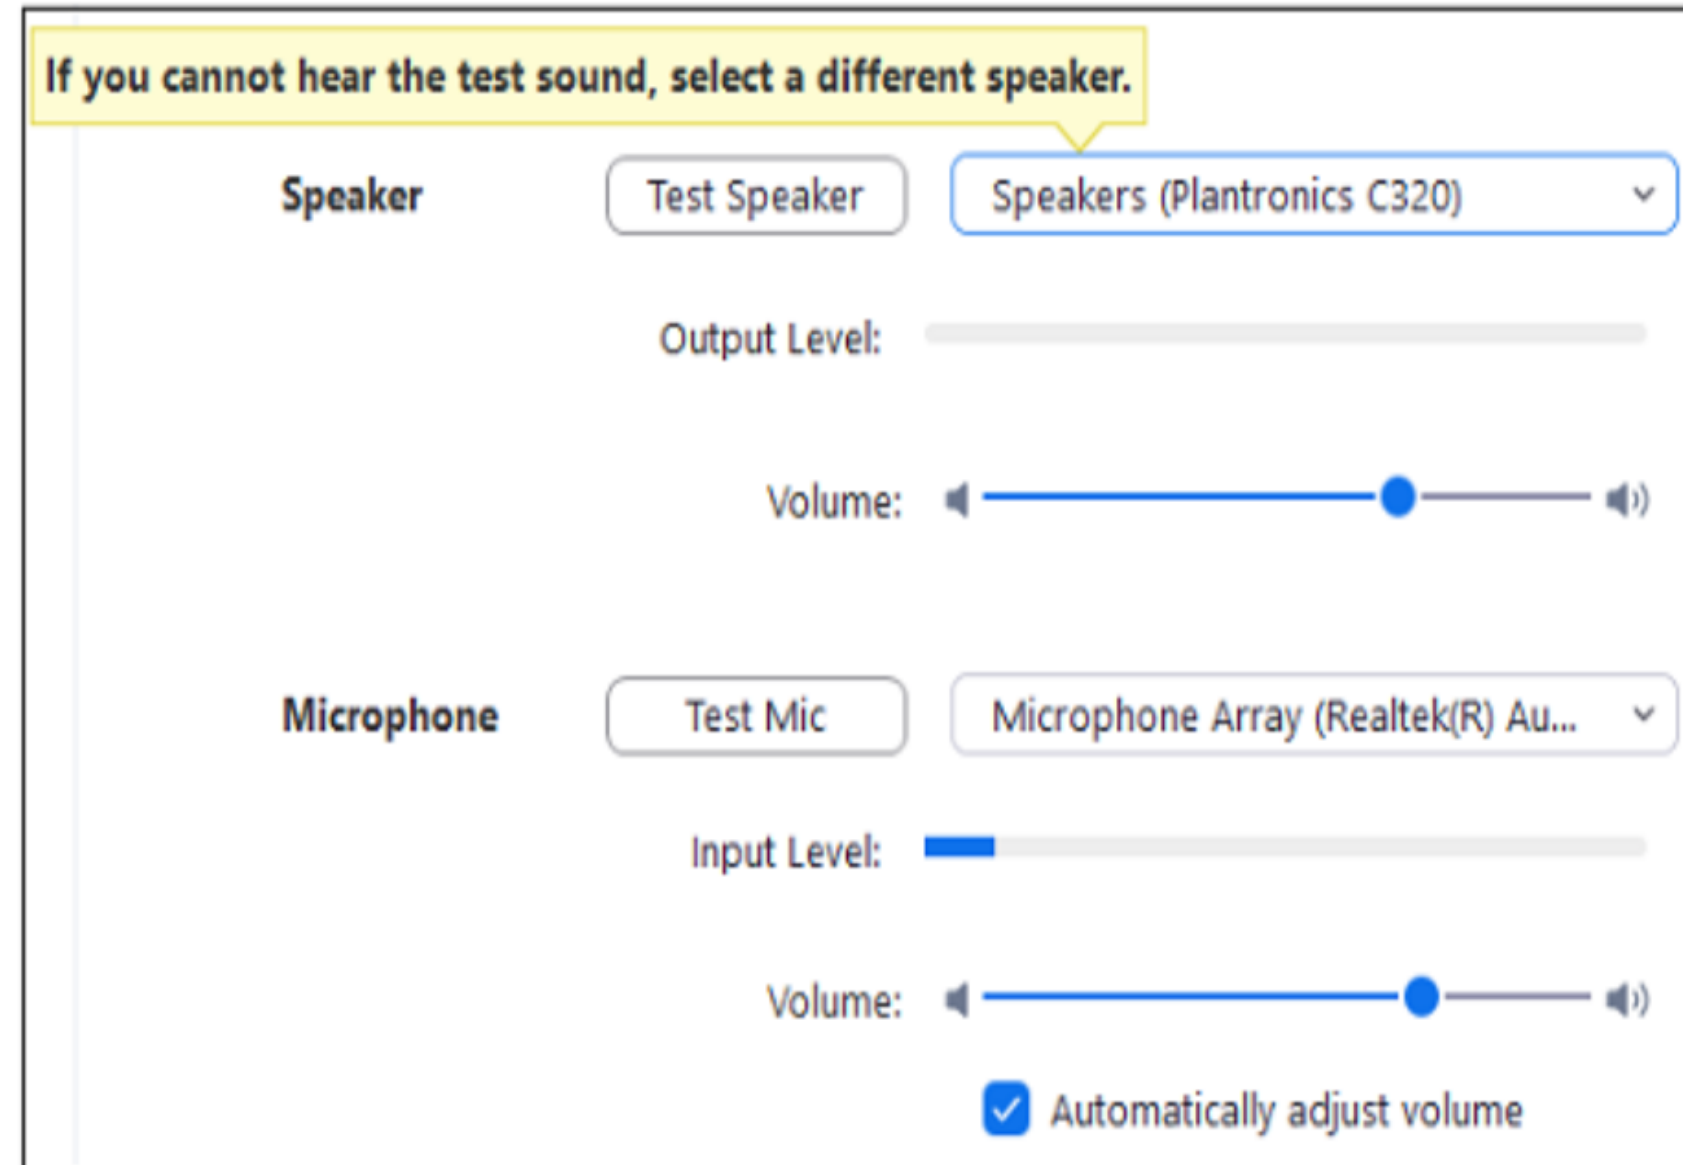 If you cannot hear the test sound, select a different speaker.
Speaker
Test Speaker
Speakers (Plantronics C320)
Output Level:
Volume:
Microphone
Test Mic
Microphone Array (Realtek(R) Au...
Input Level:
Volume:
Automatically adjust volume